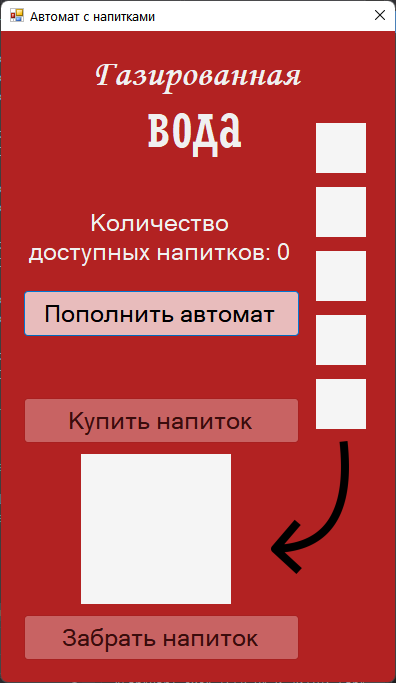 Автомат с напитками
Газированная
вода
Количество
доступных напитков: 0
Пополнить автомат
Купить напиток
Забрать напиток